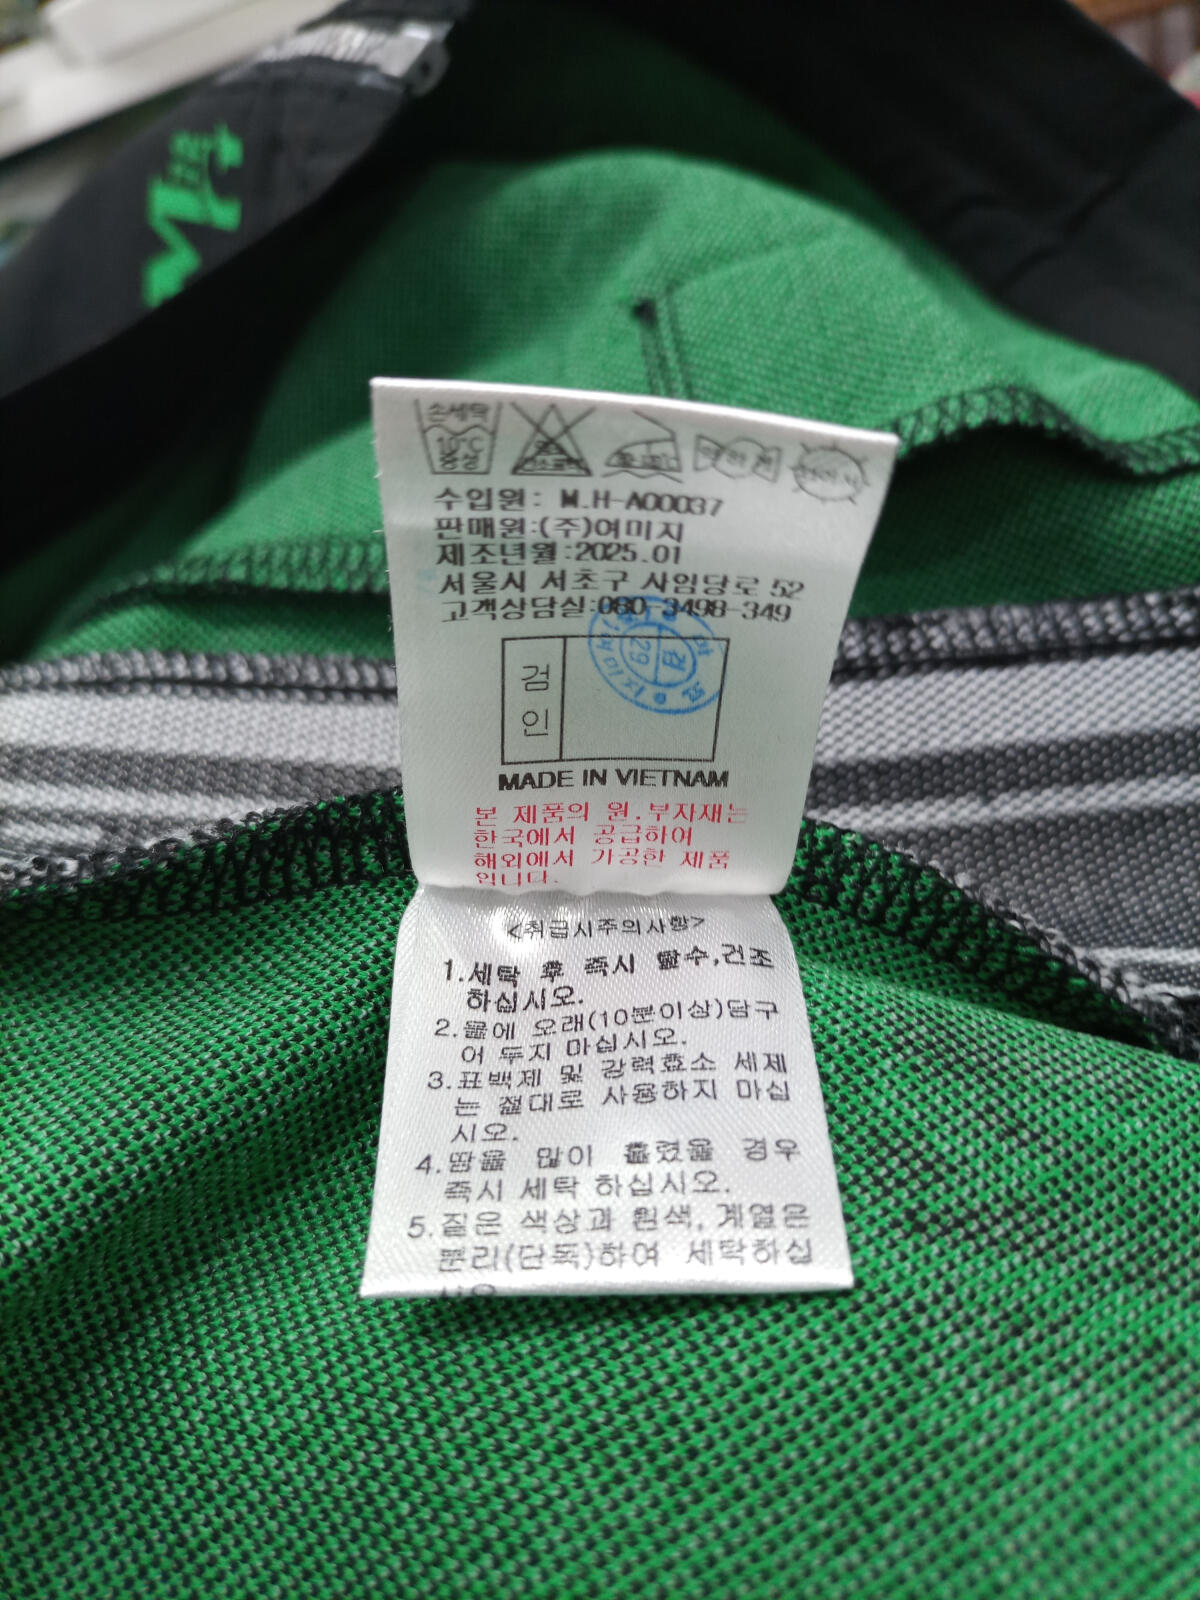 손세탁
10°C
중성
수입원: M.H-A00037
판매원:(주)여미지
제조년월:2025.01
서울시 서초구 사임당로 52
고객상담실:080-3498-349
검
인
MADE IN VIETNAM
본 제품의 원.부자재는
한국에서 공급하여
해외에서 가공한 제품
입니다.
<취급시주의사항>
1.세탁 후 즉시 탈수,건조
하십시오.
2.물에 오래(10분이상)담구
어 두지 마십시오.
3.표백제 및 강력효소 세제
는 절대로 사용하지 마십
시오.
4.땀을 많이 흘렸을 경우
즉시 세탁 하십시오.
5.짙은 색상과 원색,계열은
분리(단독)하여 세탁하십
시오